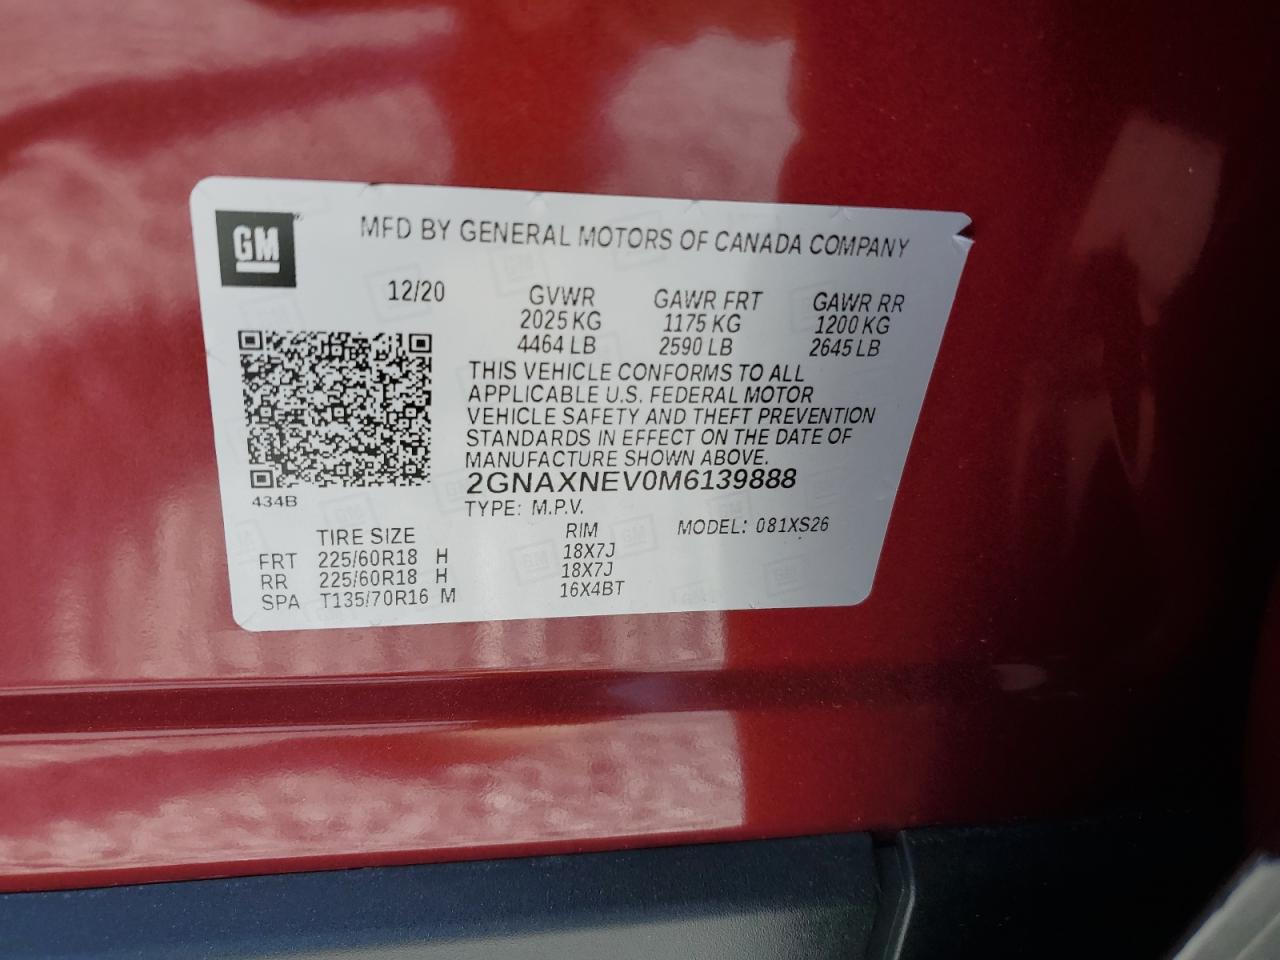 GM
MFD BY GENERAL MOTORS OF CANADA COMPANY
12/20 GVWR GAWR FRT GAWR RR
2025 KG 1175 KG 1200 KG
4464 LB 2590 LB 2645 LB
THIS VEHICLE CONFORMS TO ALL
APPLICABLE U.S. FEDERAL MOTOR
VEHICLE SAFETY AND THEFT PREVENTION
STANDARDS IN EFFECT ON THE DATE OF
MANUFACTURE SHOWN ABOVE.
2GNAXNEV0M6139888
434B
TYPE: M.P.V.
TIRE SIZE RIM MODEL: 081XS26
FRT 225/60R18 H 18X7J
RR 225/60R18 H 18X7J
SPA T135/70R16 M 16X4BT